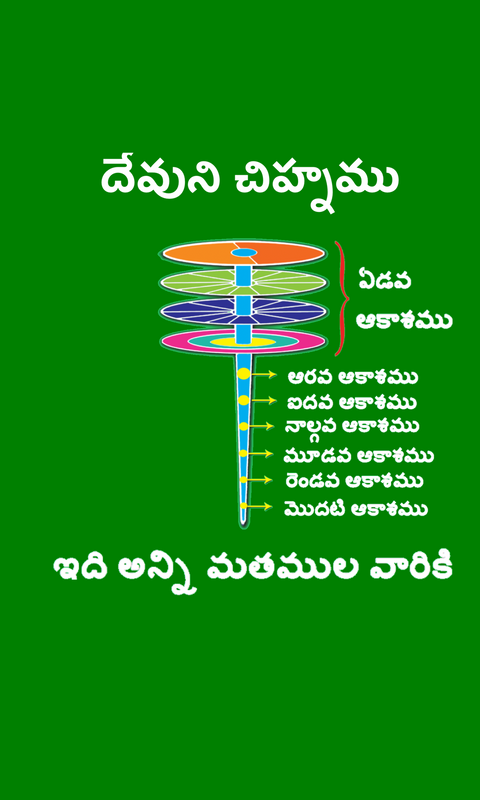 దేవుని చిహ్నము
ఏడవ
ఆకాశము
ఆరవ ఆకాశము
ఐదవ ఆకాశము
నాల్గవ ఆకాశము
మూడవ ఆకాశము
రెండవ ఆకాశము
మొదటి ఆకాశము
ఇది అన్ని మతముల వారికి